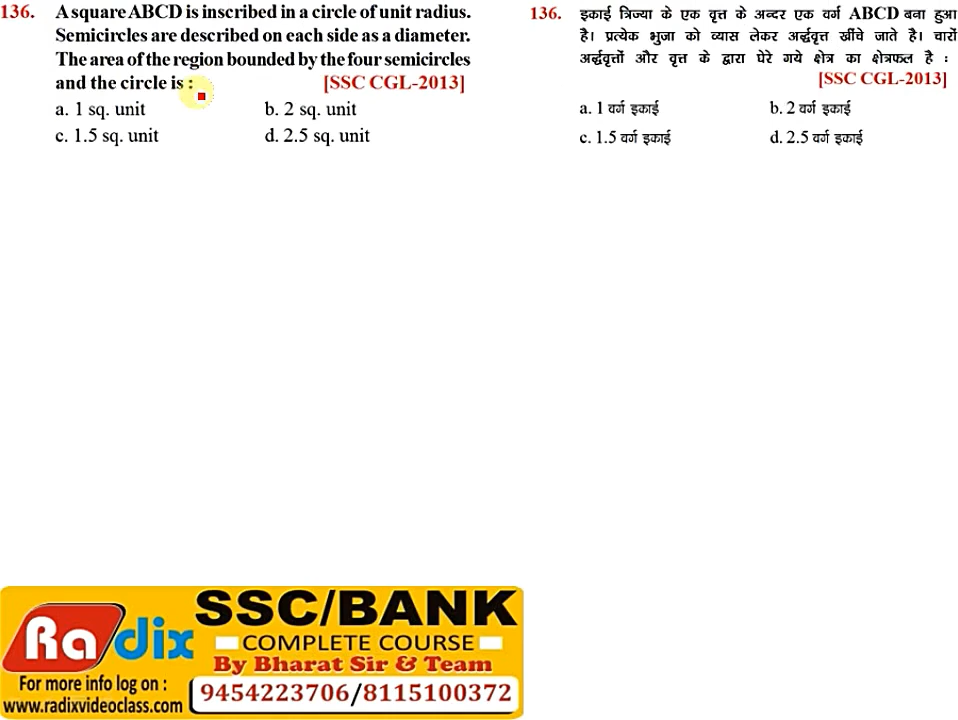 136. A square ABCD is inscribed in a circle of unit radius.
Semicircles are described on each side as a diameter.
The area of the region bounded by the four semicircles
and the circle is : [SSC CGL-2013]
a. 1 sq. unit b. 2 sq. unit
c. 1.5 sq. unit d. 2.5 sq. unit
136. इकाई त्रिज्या के एक वृत्त के अन्दर एक वर्ग ABCD बना हुआ
है। प्रत्येक भुजा को व्यास लेकर अर्द्धवृत्त खींचे जाते है। चारों
अर्द्धवृत्तों और वृत्त के द्वारा घेरे गये क्षेत्र का क्षेत्रफल है :
[SSC CGL-2013]
a. 1 वर्ग इकाई b. 2 वर्ग इकाई
c. 1.5 वर्ग इकाई d. 2.5 वर्ग इकाई
Radix
For more info log on :
www.radixvideoclass.com
SSC/BANK
COMPLETE COURSE
By Bharat Sir & Team
9454223706/8115100372